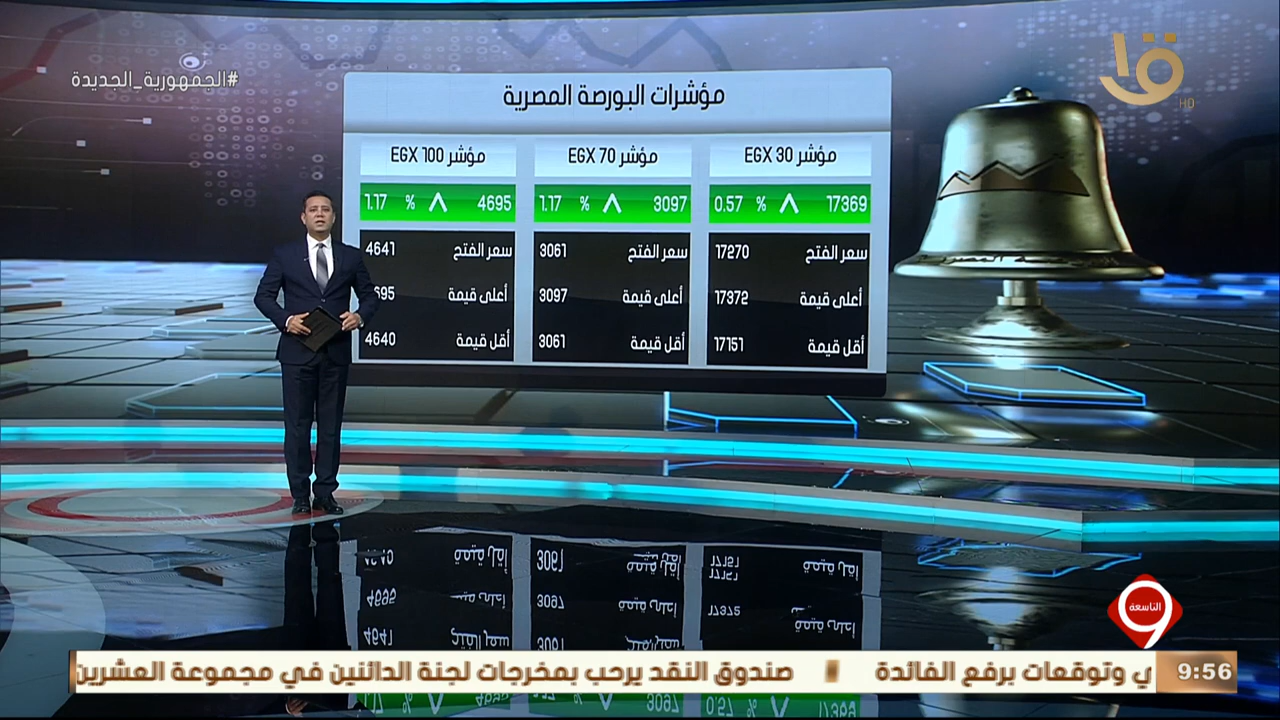 #الجمهورية_الجديدة
HD
مؤشرات البورصة المصرية
مؤشر EGX 30
17369 % 0.57
سعر الفتح 17270
أعلى قيمة 17372
أقل قيمة 17151
مؤشر EGX 70
3097 % 1.17
سعر الفتح 3061
أعلى قيمة 3097
أقل قيمة 3061
مؤشر EGX 100
4695 % 1.17
سعر الفتح 4641
أعلى قيمة 695
أقل قيمة 4640
التاسعة
9
9:56
ي وتوقعات برفع الفائدة صندوق النقد يرحب بمخرجات لجنة الدائنين في مجموعة العشرين